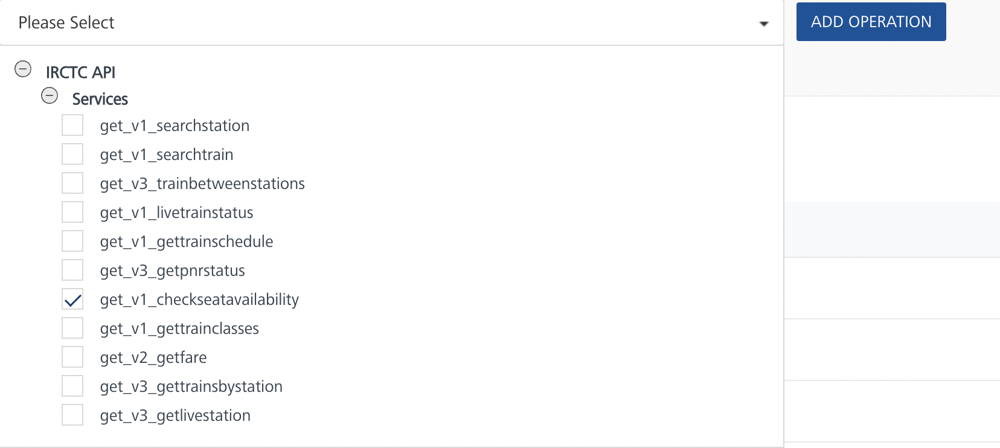 Please Select
ADD OPERATION
IRCTC API
Services
get_v1_searchstation
get_v1_searchtrain
get_v3_trainbetweenstations
get_v1_livetrainstatus
get_v1_gettrainschedule
get_v3_getpnrstatus
get_v1_checkseatavailability
get_v1_gettrainclasses
get_v2_getfare
get_v3_gettrainsbystation
get_v3_getlivestation